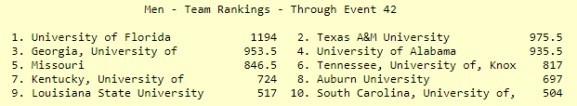 Men - Team Rankings - Through Event 42
1. University of Florida 1194 2. Texas A&M University 975.5
3. Georgia, University of 953.5 4. University of Alabama 935.5
5. Missouri 846.5 6. Tennessee, University of, Knox 817
7. Kentucky, University of 724 8. Auburn University 697
9. Louisiana State University 517 10. South Carolina, University of, 504